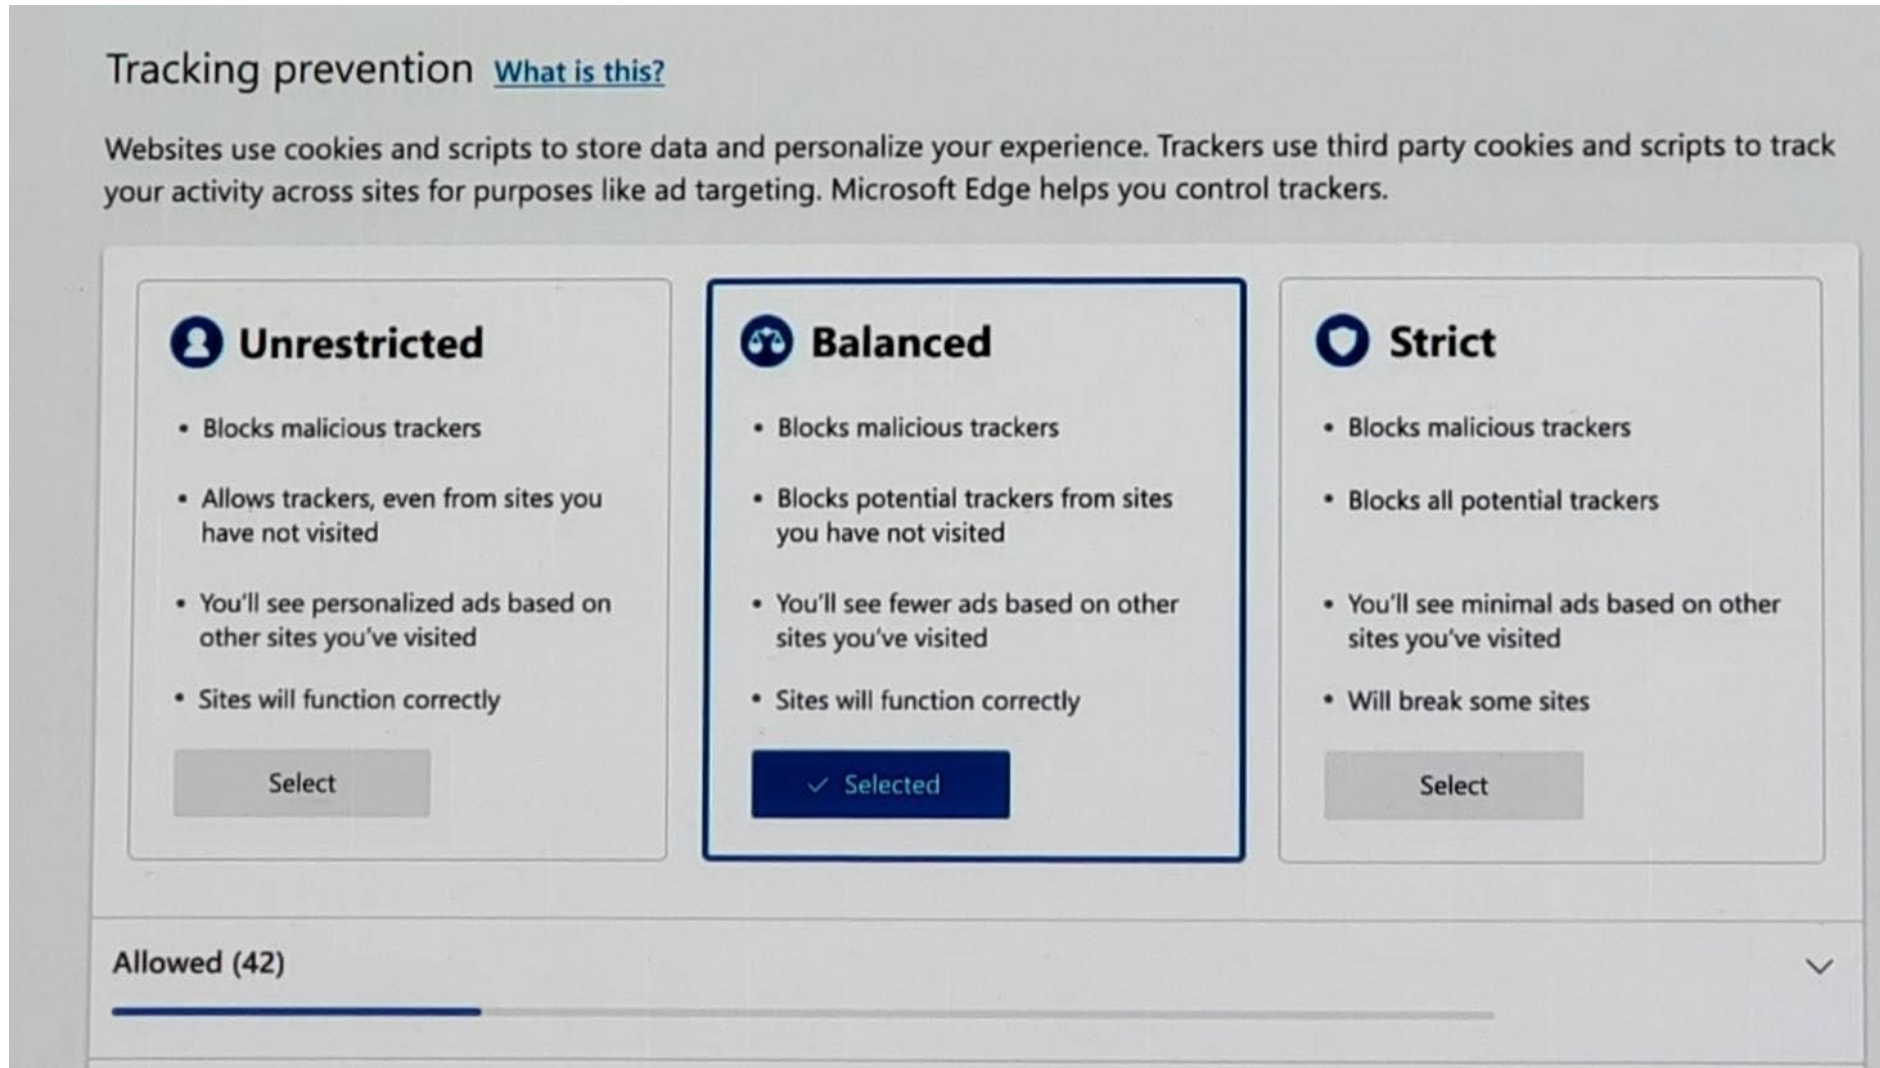 Tracking prevention What is this?
Websites use cookies and scripts to store data and personalize your experience. Trackers use third party cookies and scripts to track
your activity across sites for purposes like ad targeting. Microsoft Edge helps you control trackers.
Unrestricted
• Blocks malicious trackers
• Allows trackers, even from sites you
have not visited
• You'll see personalized ads based on
other sites you've visited
• Sites will function correctly
Select
Balanced
• Blocks malicious trackers
• Blocks potential trackers from sites
you have not visited
• You'll see fewer ads based on other
sites you've visited
• Sites will function correctly
✓ Selected
Strict
• Blocks malicious trackers
• Blocks all potential trackers
• You'll see minimal ads based on other
sites you've visited
• Will break some sites
Select
Allowed (42)